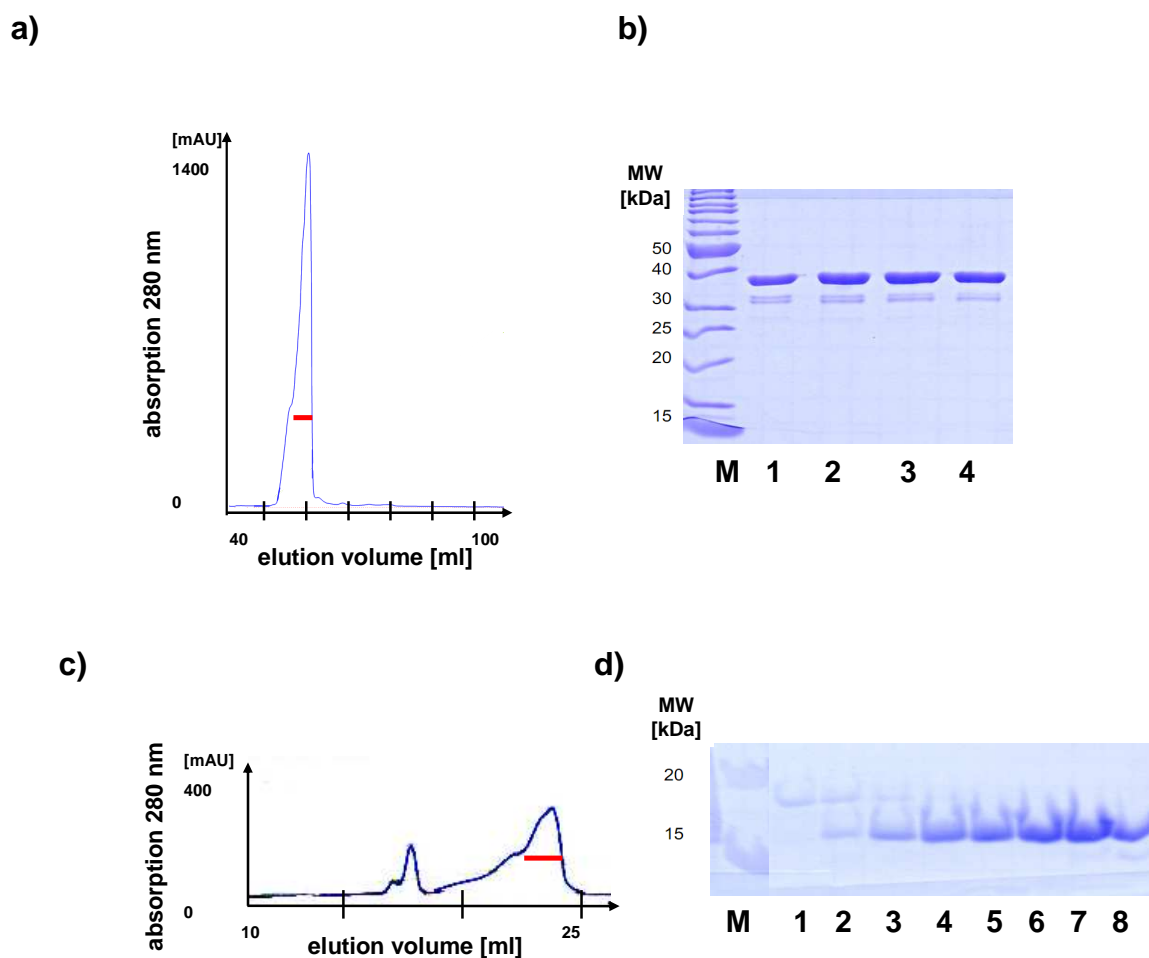 a)
b)
[mAU]
1400
absorption 280 nm
0
40
100
elution volume [ml]
MW
[kDa]
50
40
30
25
20
15
M 1 2 3 4
c)
d)
[mAU]
400
absorption 280 nm
0
10
25
elution volume [ml]
MW
[kDa]
20
15
M 1 2 3 4 5 6 7 8